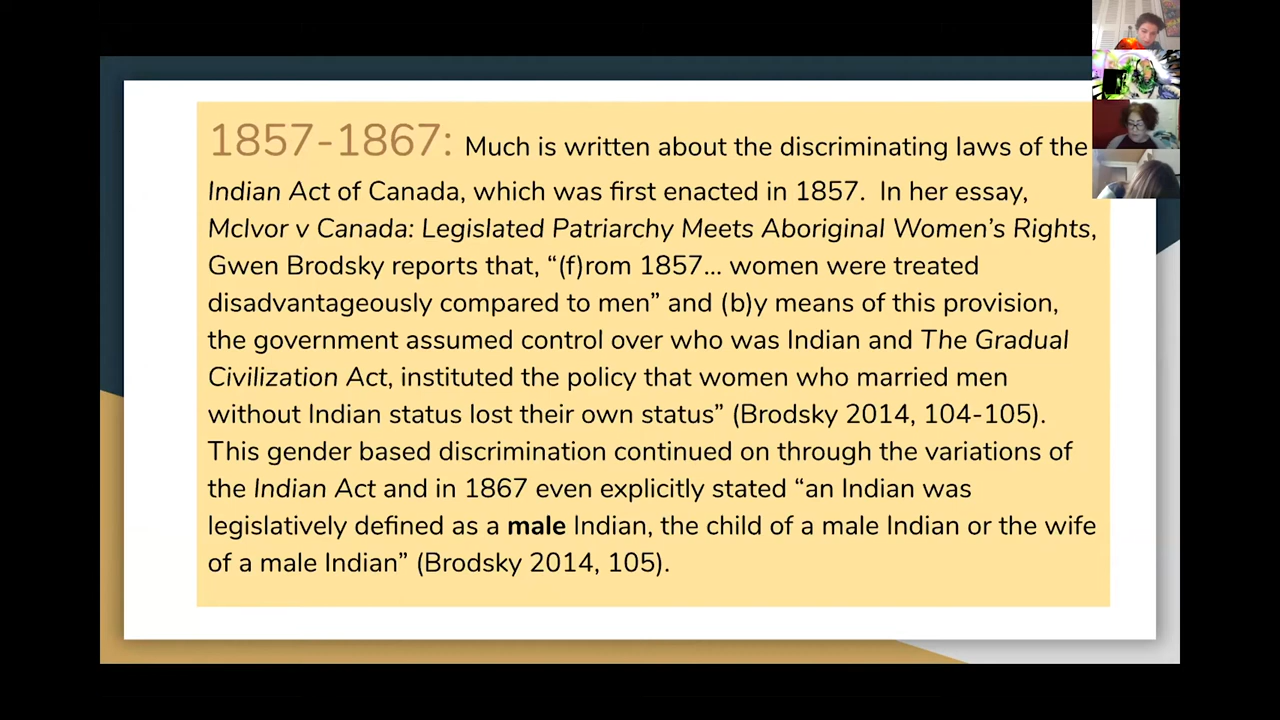 1857-1867: Much is written about the discriminating laws of the
Indian Act of Canada, which was first enacted in 1857.  In her essay,
McIvor v Canada: Legislated Patriarchy Meets Aboriginal Women’s Rights,
Gwen Brodsky reports that, “(f)rom 1857… women were treated
disadvantageously compared to men” and (b)y means of this provision,
the government assumed control over who was Indian and The Gradual
Civilization Act, instituted the policy that women who married men
without Indian status lost their own status” (Brodsky 2014, 104-105).
This gender based discrimination continued on through the variations of
the Indian Act and in 1867 even explicitly stated “an Indian was
legislatively defined as a male Indian, the child of a male Indian or the wife
of a male Indian” (Brodsky 2014, 105).